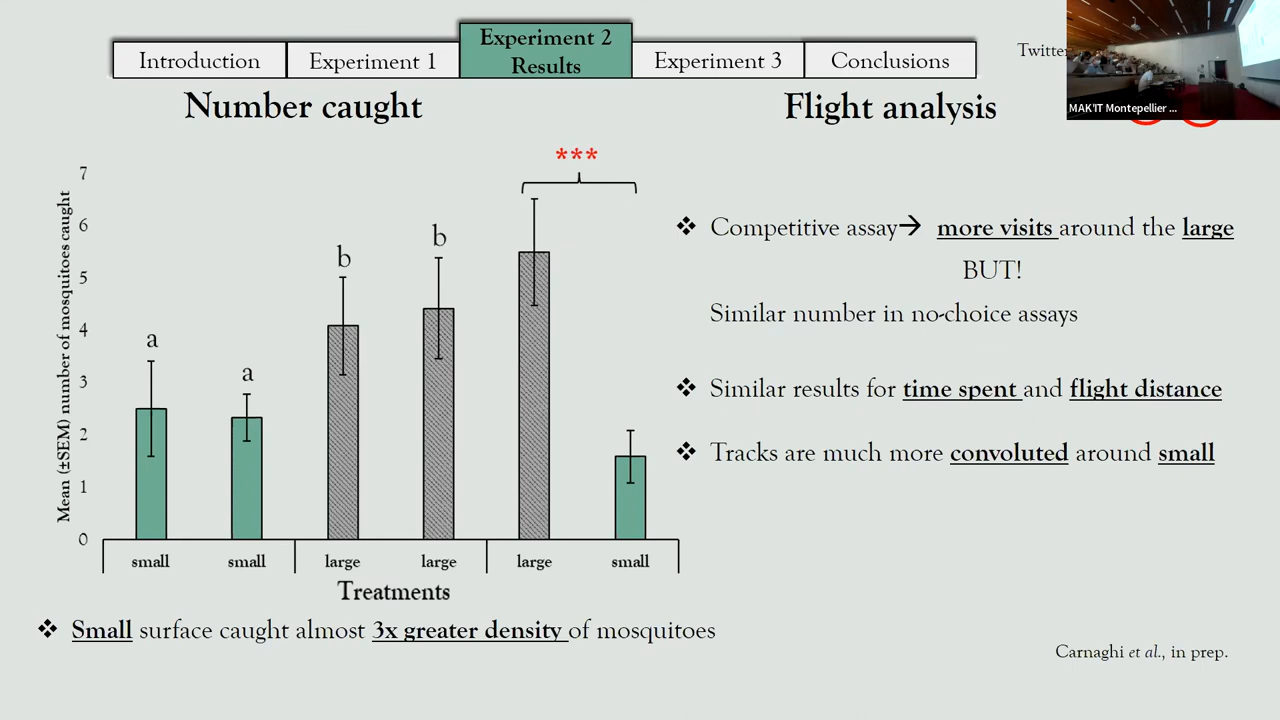 Introduction
Experiment 1
Experiment 2
Results
Experiment 3
Conclusions
Twitter
MAK'IT Montepellier ...
Number caught
Flight analysis
***
7
6
5
4
3
2
1
0
Mean (±SEM) number of mosquitoes caught
a
a
b
b
small
small
large
large
large
small
Treatments
❖ Small surface caught almost 3x greater density of mosquitoes
❖ Competitive assay→ more visits around the large
BUT!
Similar number in no-choice assays
❖ Similar results for time spent and flight distance
❖ Tracks are much more convoluted around small
Carnaghi et al., in prep.